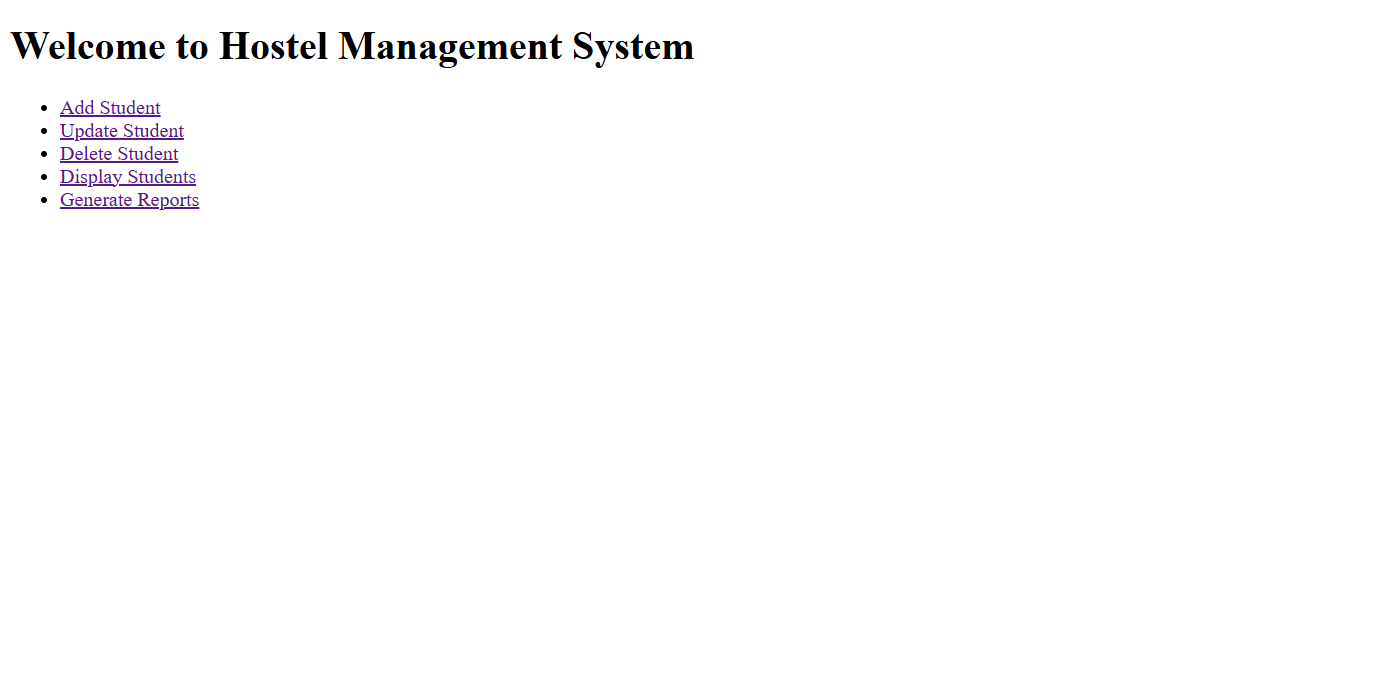 Welcome to Hostel Management System
Add Student
Update Student
Delete Student
Display Students
Generate Reports